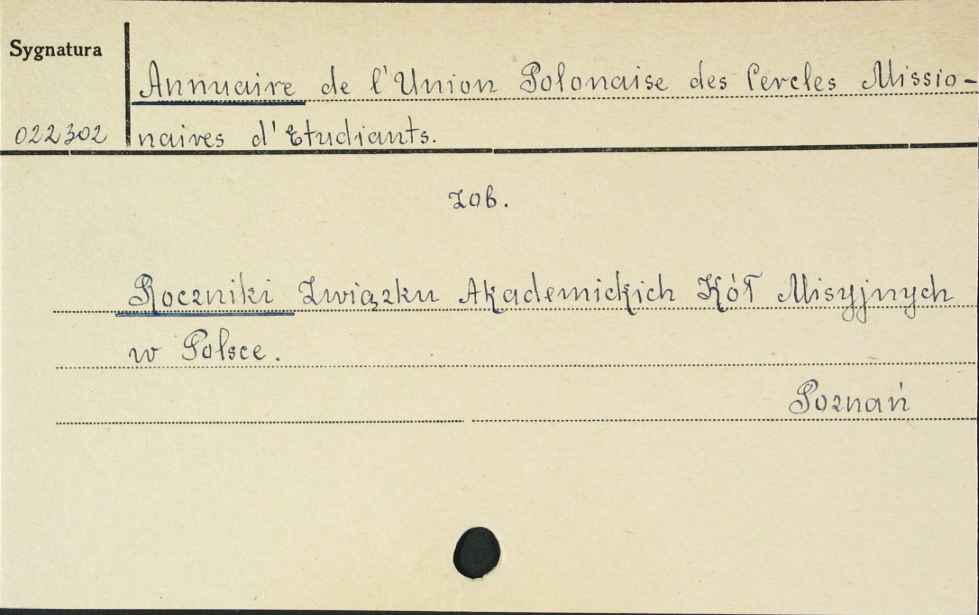 Sygnatura
Annuaire de l'Union Polonaise des Cercles Missio-
022302 naires d'Etudiants.
zob.
Roczniki Związku Akademickich Kół Misyjnych
w Polsce.
Poznań